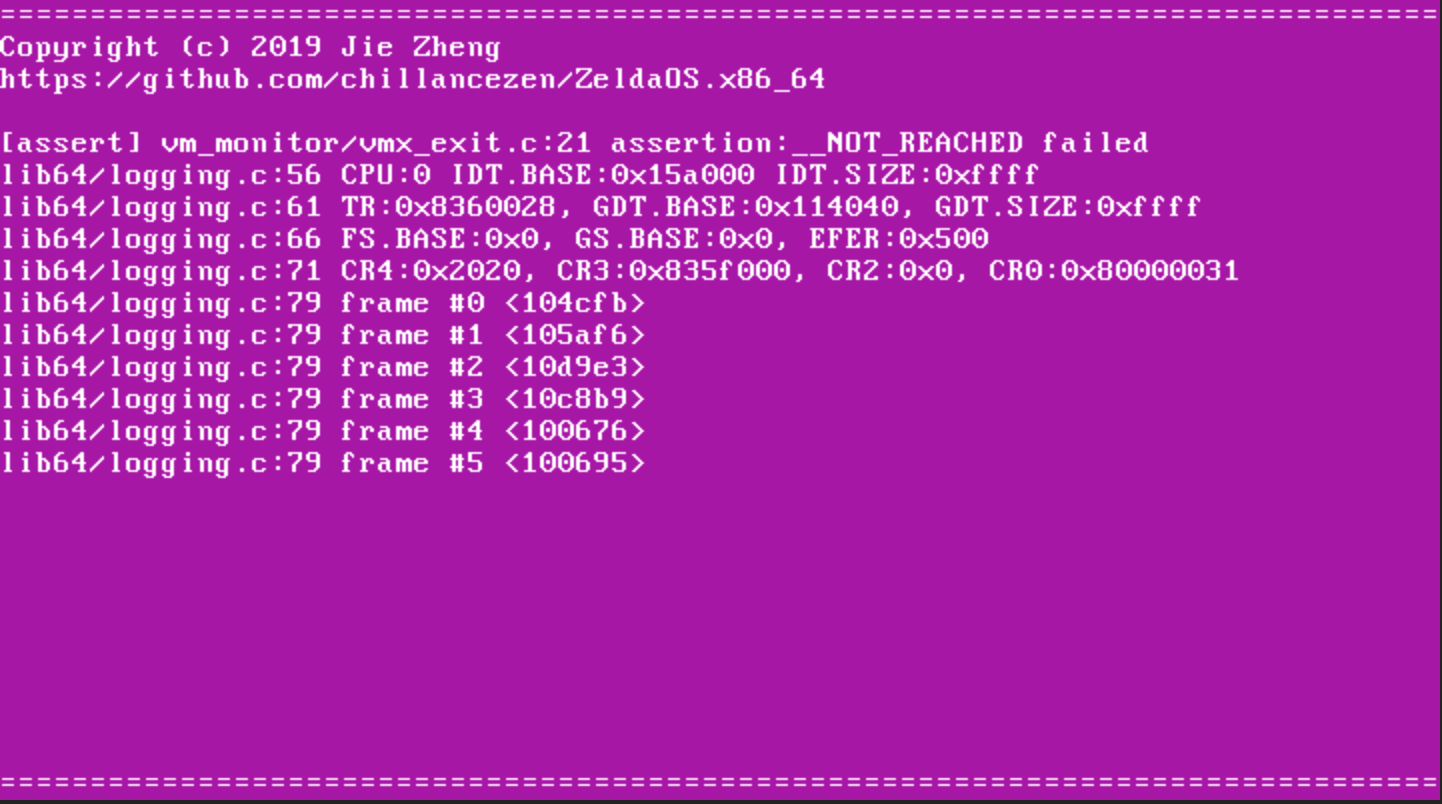 ================================================================================
Copyright (c) 2019 Jie Zheng
https://github.com/chillancezen/ZeldaOS.x86_64
[assert] vm_monitor/vmx_exit.c:21 assertion:__NOT_REACHED failed
lib64/logging.c:56 CPU:0 IDT.BASE:0x15a000 IDT.SIZE:0xffff
lib64/logging.c:61 TR:0x8360028, GDT.BASE:0x114040, GDT.SIZE:0xffff
lib64/logging.c:66 FS.BASE:0x0, GS.BASE:0x0, EFER:0x500
lib64/logging.c:71 CR4:0x2020, CR3:0x835f000, CR2:0x0, CR0:0x80000031
lib64/logging.c:79 frame #0 <104cfb>
lib64/logging.c:79 frame #1 <105af6>
lib64/logging.c:79 frame #2 <10d9e3>
lib64/logging.c:79 frame #3 <10c8b9>
lib64/logging.c:79 frame #4 <100676>
lib64/logging.c:79 frame #5 <100695>
================================================================================